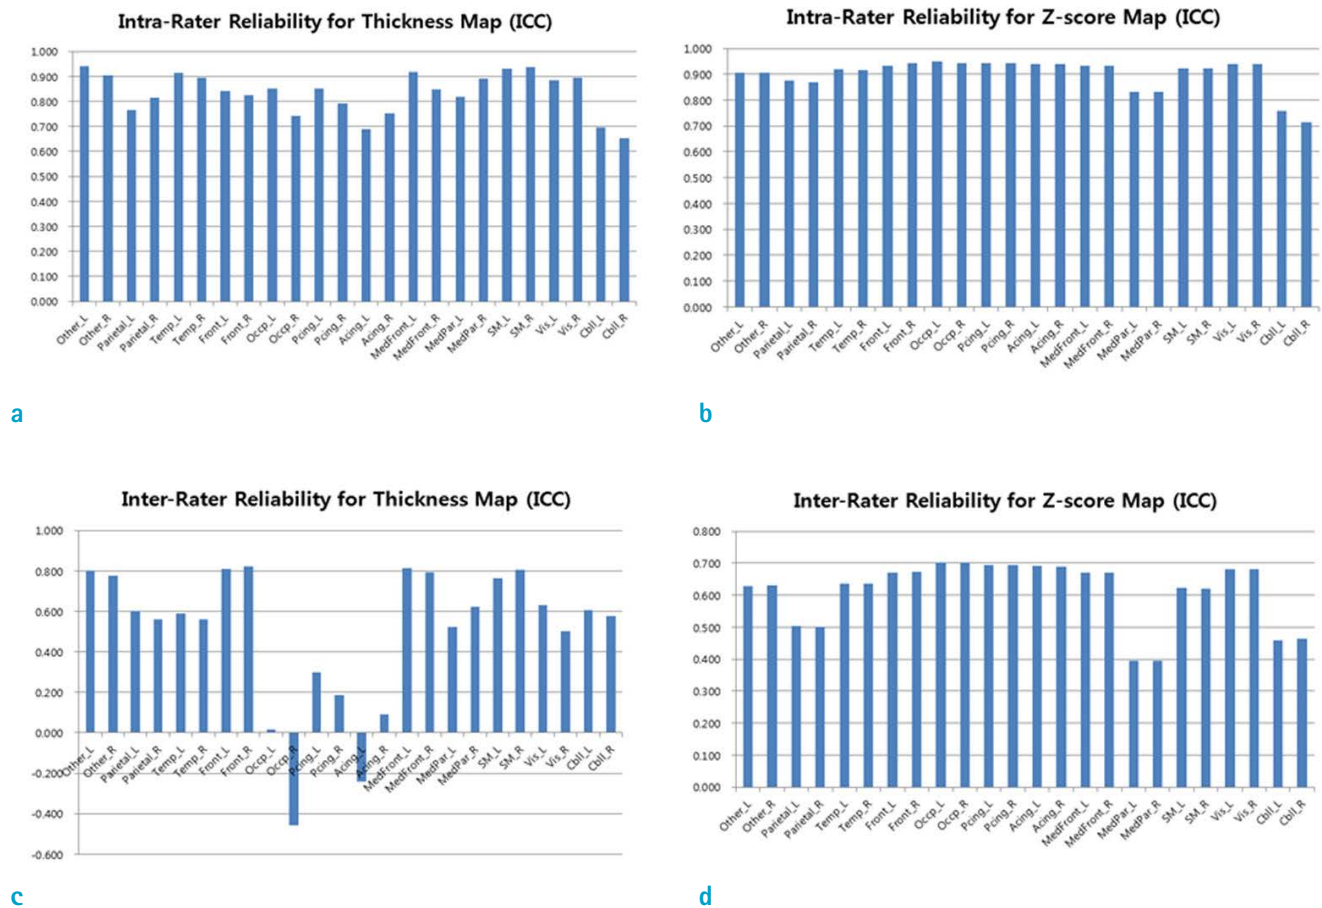 Intra-Rater Reliability for Thickness Map (ICC)
1.000
0.900
0.800
0.700
0.600
0.500
0.400
0.300
0.200
0.100
0.000
Other_L
Other_R
Parietal_L
Parietal_R
Temp_L
Temp_R
Front_L
Front_R
Occp_L
Occp_R
Pcing_L
Pcing_R
Acing_L
Acing_R
MedFront_L
MedFront_R
MedPar_L
MedPar_R
SM_L
SM_R
Vis_L
Vis_R
Cbll_L
Cbll_R
a
Intra-Rater Reliability for Z-score Map (ICC)
1.000
0.900
0.800
0.700
0.600
0.500
0.400
0.300
0.200
0.100
0.000
Other_L
Other_R
Parietal_L
Parietal_R
Temp_L
Temp_R
Front_L
Front_R
Occp_L
Occp_R
Pcing_L
Pcing_R
Acing_L
Acing_R
MedFront_L
MedFront_R
MedPar_L
MedPar_R
SM_L
SM_R
Vis_L
Vis_R
Cbll_L
Cbll_R
b
Inter-Rater Reliability for Thickness Map (ICC)
1.000
0.800
0.600
0.400
0.200
0.000
-0.200
-0.400
-0.600
Other_L
Other_R
Parietal_L
Parietal_R
Temp_L
Temp_R
Front_L
Front_R
Occp_L
Occp_R
Pcing_L
Pcing_R
Acing_L
Acing_R
MedFront_L
MedFront_R
MedPar_L
MedPar_R
SM_L
SM_R
Vis_L
Vis_R
Cbll_L
Cbll_R
c
Inter-Rater Reliability for Z-score Map (ICC)
0.800
0.700
0.600
0.500
0.400
0.300
0.200
0.100
0.000
Other_L
Other_R
Parietal_L
Parietal_R
Temp_L
Temp_R
Front_L
Front_R
Occp_L
Occp_R
Pcing_L
Pcing_R
Acing_L
Acing_R
MedFront_L
MedFront_R
MedPar_L
MedPar_R
SM_L
SM_R
Vis_L
Vis_R
Cbll_L
Cbll_R
d